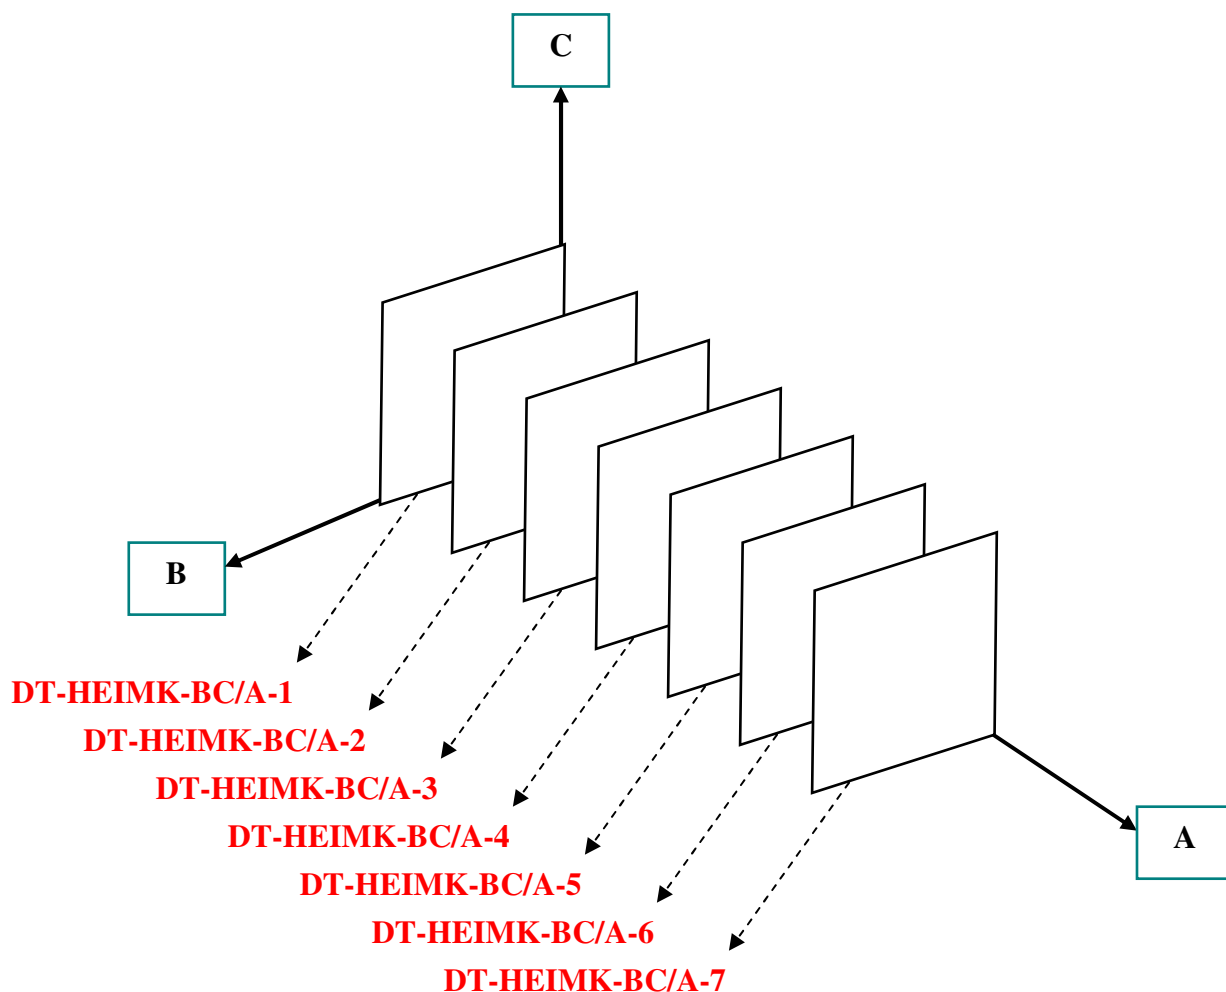 C
B
DT-HEIMK-BC/A-1
DT-HEIMK-BC/A-2
DT-HEIMK-BC/A-3
DT-HEIMK-BC/A-4
A
DT-HEIMK-BC/A-5
DT-HEIMK-BC/A-6
DT-HEIMK-BC/A-7